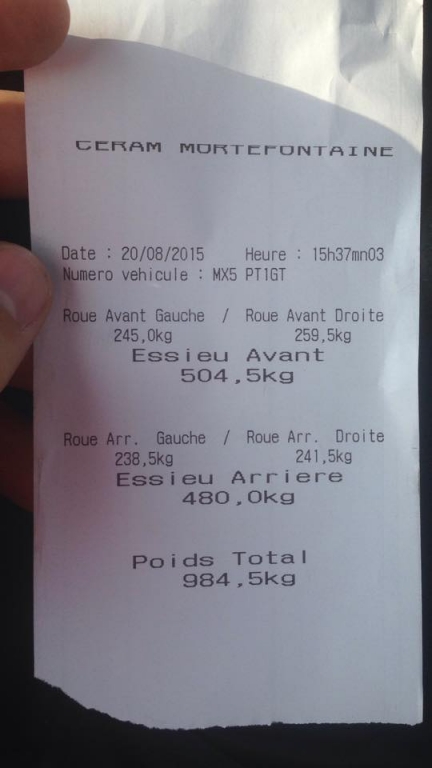 CERAM MORTEFONTAINE
Date : 20/08/2015 Heure : 15h37mn03
Numero vehicule : MX5 PT1GT
Roue Avant Gauche / Roue Avant Droite
245,0kg 259,5kg
Essieu Avant
504,5kg
Roue Arr. Gauche / Roue Arr. Droite
238,5kg 241,5kg
Essieu Arriere
480,0kg
Poids Total
984,5kg